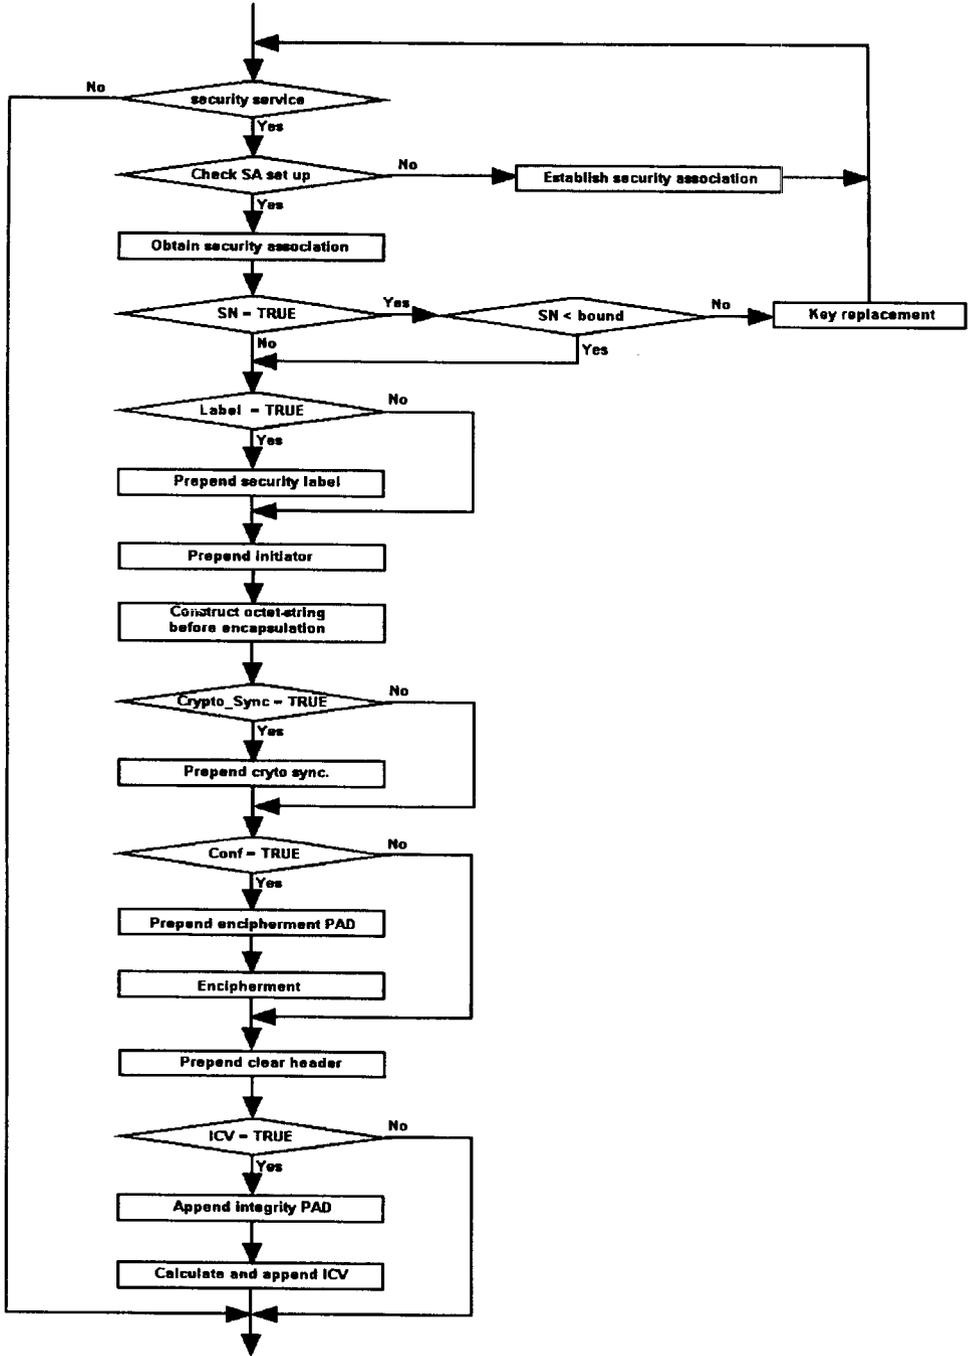 No
security service
Yes
Check SA set up
No
Establish security association
Yes
Obtain security association
SN = TRUE
Yes
SN < bound
No
Key replacement
No
Yes
Label = TRUE
No
Yes
Prepend security label
Prepend initiator
Construct octet-string
before encapsulation
Crypto_Sync = TRUE
No
Yes
Prepend cryto sync.
Conf = TRUE
No
Yes
Prepend encipherment PAD
Encipherment
Prepend clear header
ICV = TRUE
No
Yes
Append integrity PAD
Calculate and append ICV